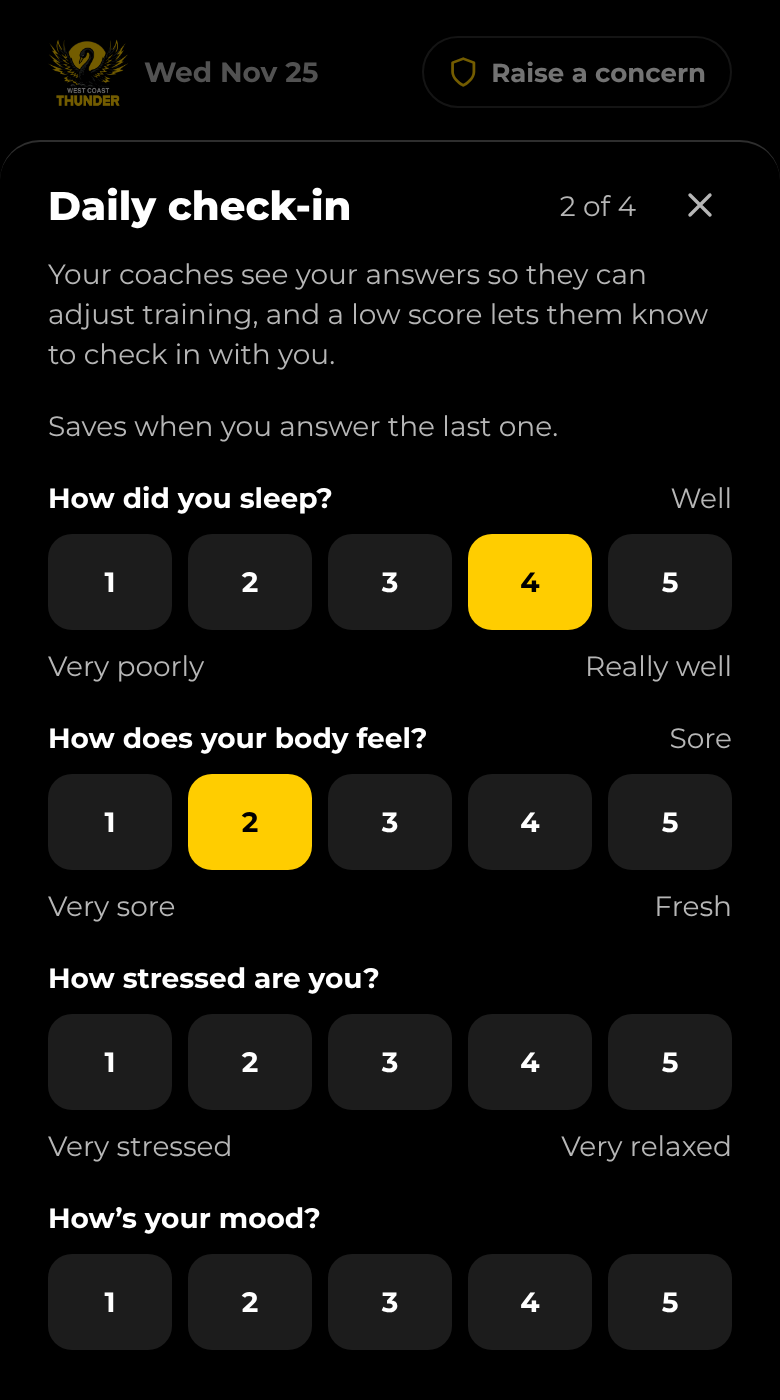 WEST COAST
THUNDER
Wed Nov 25
Raise a concern
Daily check-in
2 of 4
Your coaches see your answers so they can
adjust training, and a low score lets them know
to check in with you.
Saves when you answer the last one.
How did you sleep? Well
1 2 3 4 5
Very poorly Really well
How does your body feel? Sore
1 2 3 4 5
Very sore Fresh
How stressed are you?
1 2 3 4 5
Very stressed Very relaxed
How’s your mood?
1 2 3 4 5